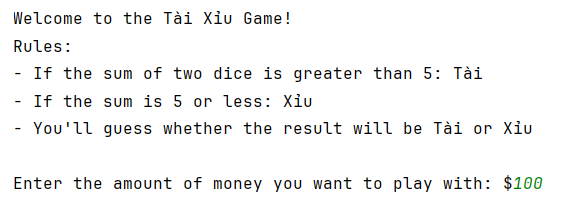 Welcome to the Tài Xỉu Game!
Rules:
- If the sum of two dice is greater than 5: Tài
- If the sum is 5 or less: Xỉu
- You'll guess whether the result will be Tài or Xỉu
Enter the amount of money you want to play with: $100